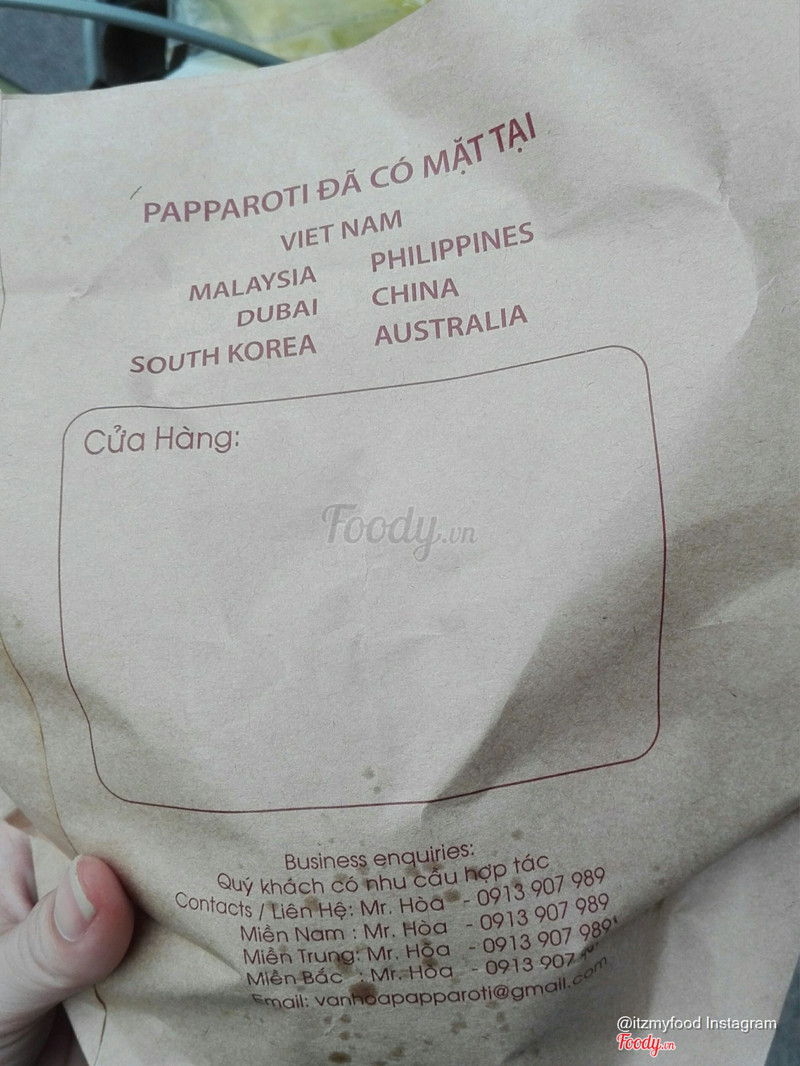 PAPPAROTI ĐÃ CÓ MẶT TẠI
VIET NAM
MALAYSIA PHILIPPINES
DUBAI CHINA
SOUTH KOREA AUSTRALIA
Cửa Hàng:
Foody.vn
Business enquiries:
Quý khách có nhu cầu hợp tác
Contacts / Liên Hệ: Mr. Hòa - 0913 907 989
Miền Nam : Mr. Hòa - 0913 907 989
Miền Trung: Mr. Hòa - 0913 907 989
Miền Bắc : Mr. Hòa - 0913 907
Email: vanhoapapparoti@gmail.com
@itzmyfood Instagram
Foody.vn